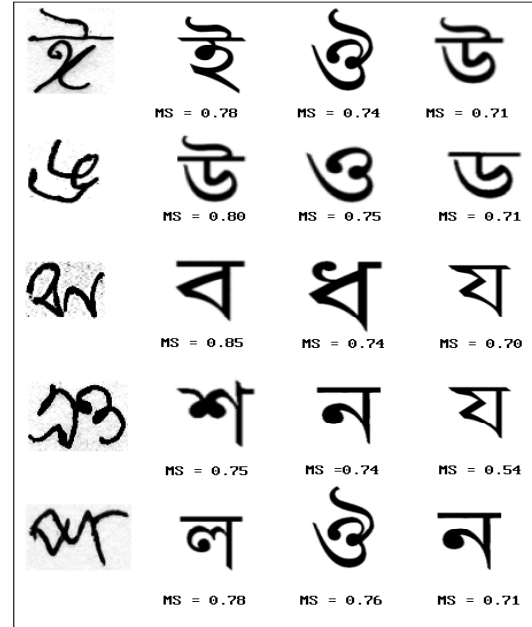 ই ঔ উ
MS = 0.78 MS = 0.74 MS = 0.71
উ ও ড
MS = 0.80 MS = 0.75 MS = 0.71
ব ধ য
MS = 0.85 MS = 0.74 MS = 0.70
শ ন য
MS = 0.75 MS =0.74 MS = 0.54
ল ঔ ন
MS = 0.78 MS = 0.76 MS = 0.71